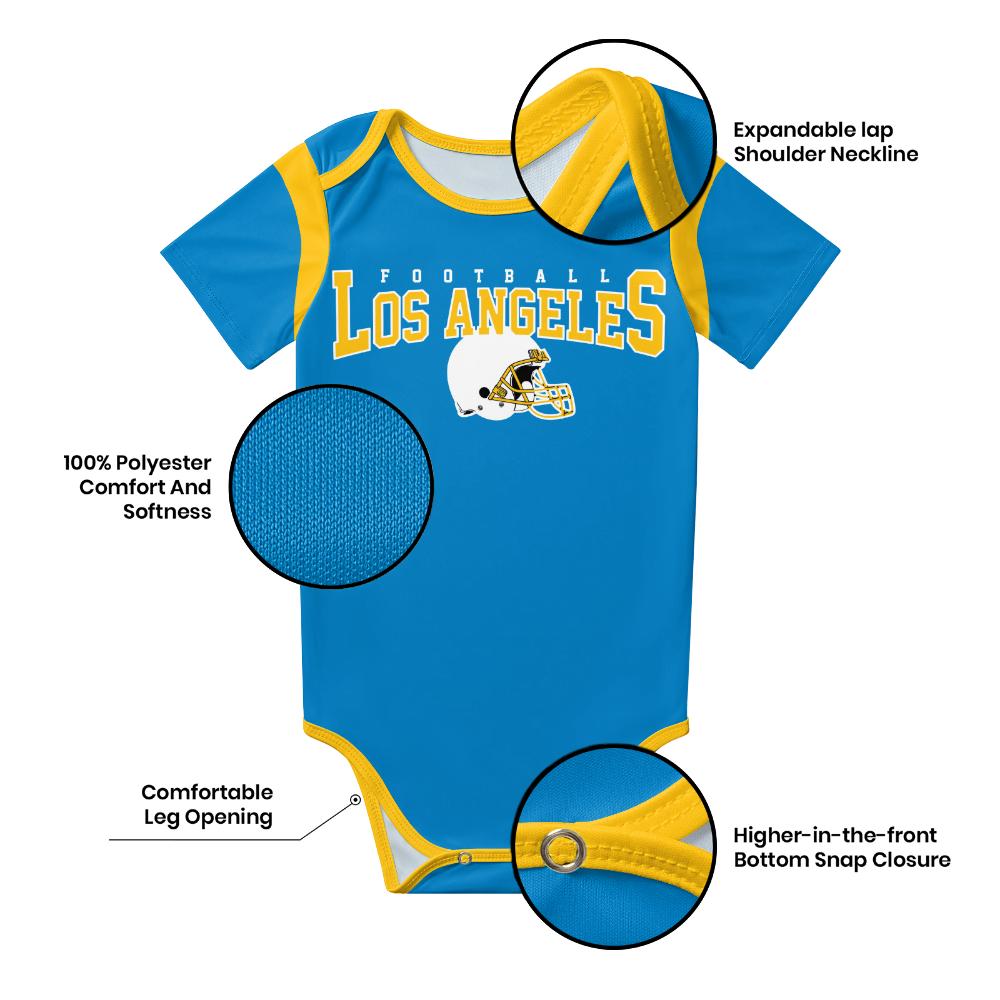 Expandable lap
Shoulder Neckline
FOOTBALL
LOS ANGELES
100% Polyester
Comfort And
Softness
Comfortable
Leg Opening
Higher-in-the-front
Bottom Snap Closure